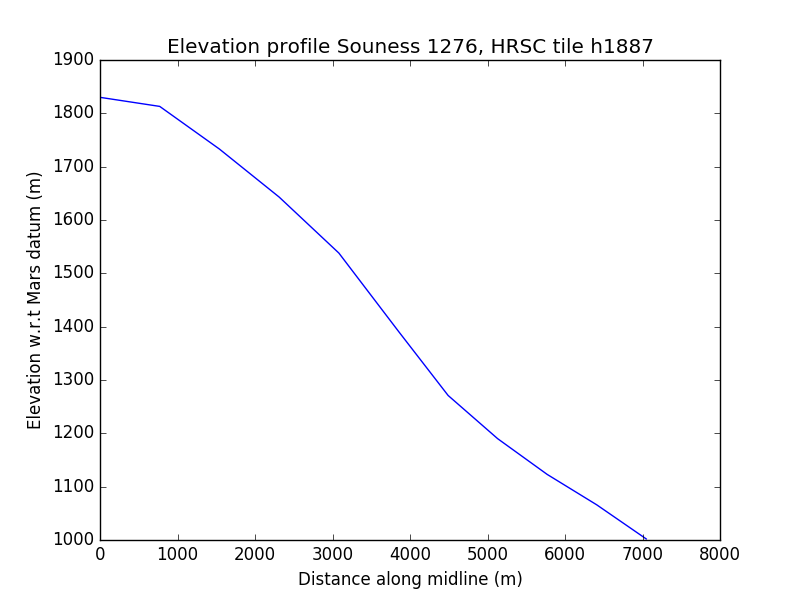 Elevation profile Souness 1276, HRSC tile h1887
1900
1800
1700
1600
1500
1400
1300
1200
1100
1000
Elevation w.r.t Mars datum (m)
0 1000 2000 3000 4000 5000 6000 7000 8000
Distance along midline (m)